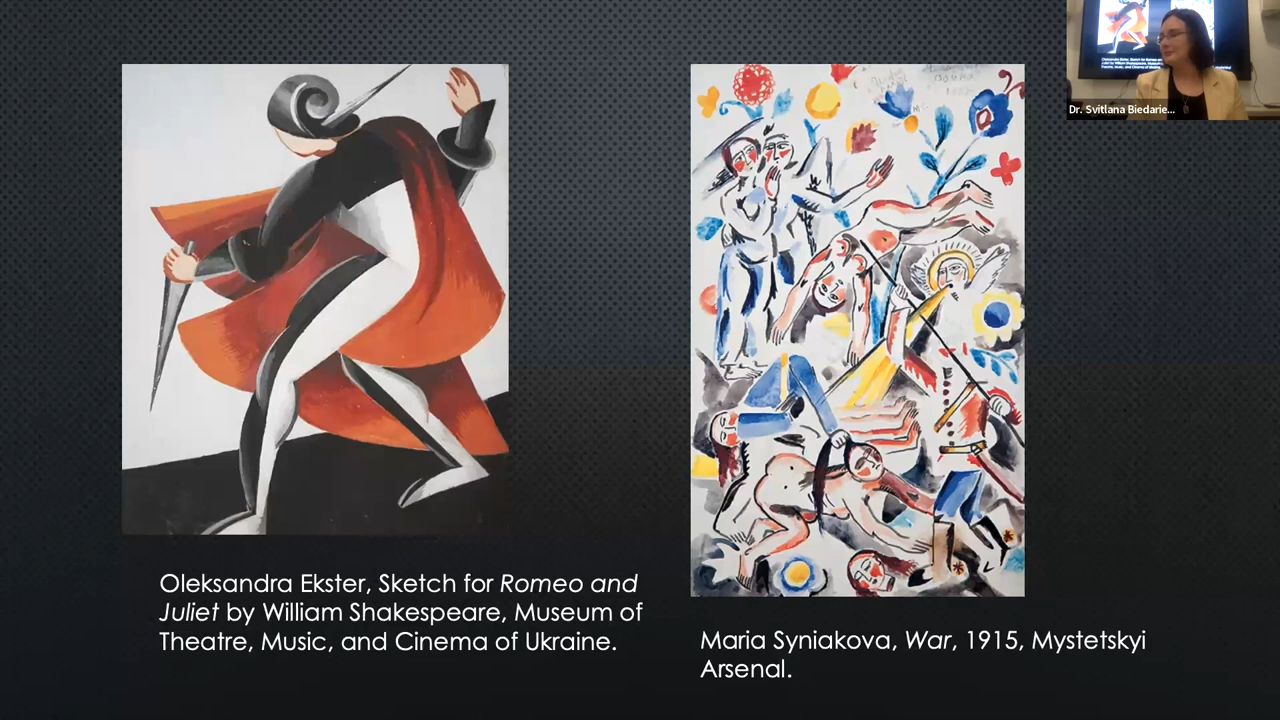 Dr. Svitlana Biedarie...
Oleksandra Ekster, Sketch for Romeo and
Juliet by William Shakespeare, Museum of
Theatre, Music, and Cinema of Ukraine.
Maria Syniakova, War, 1915, Mystetskyi
Arsenal.